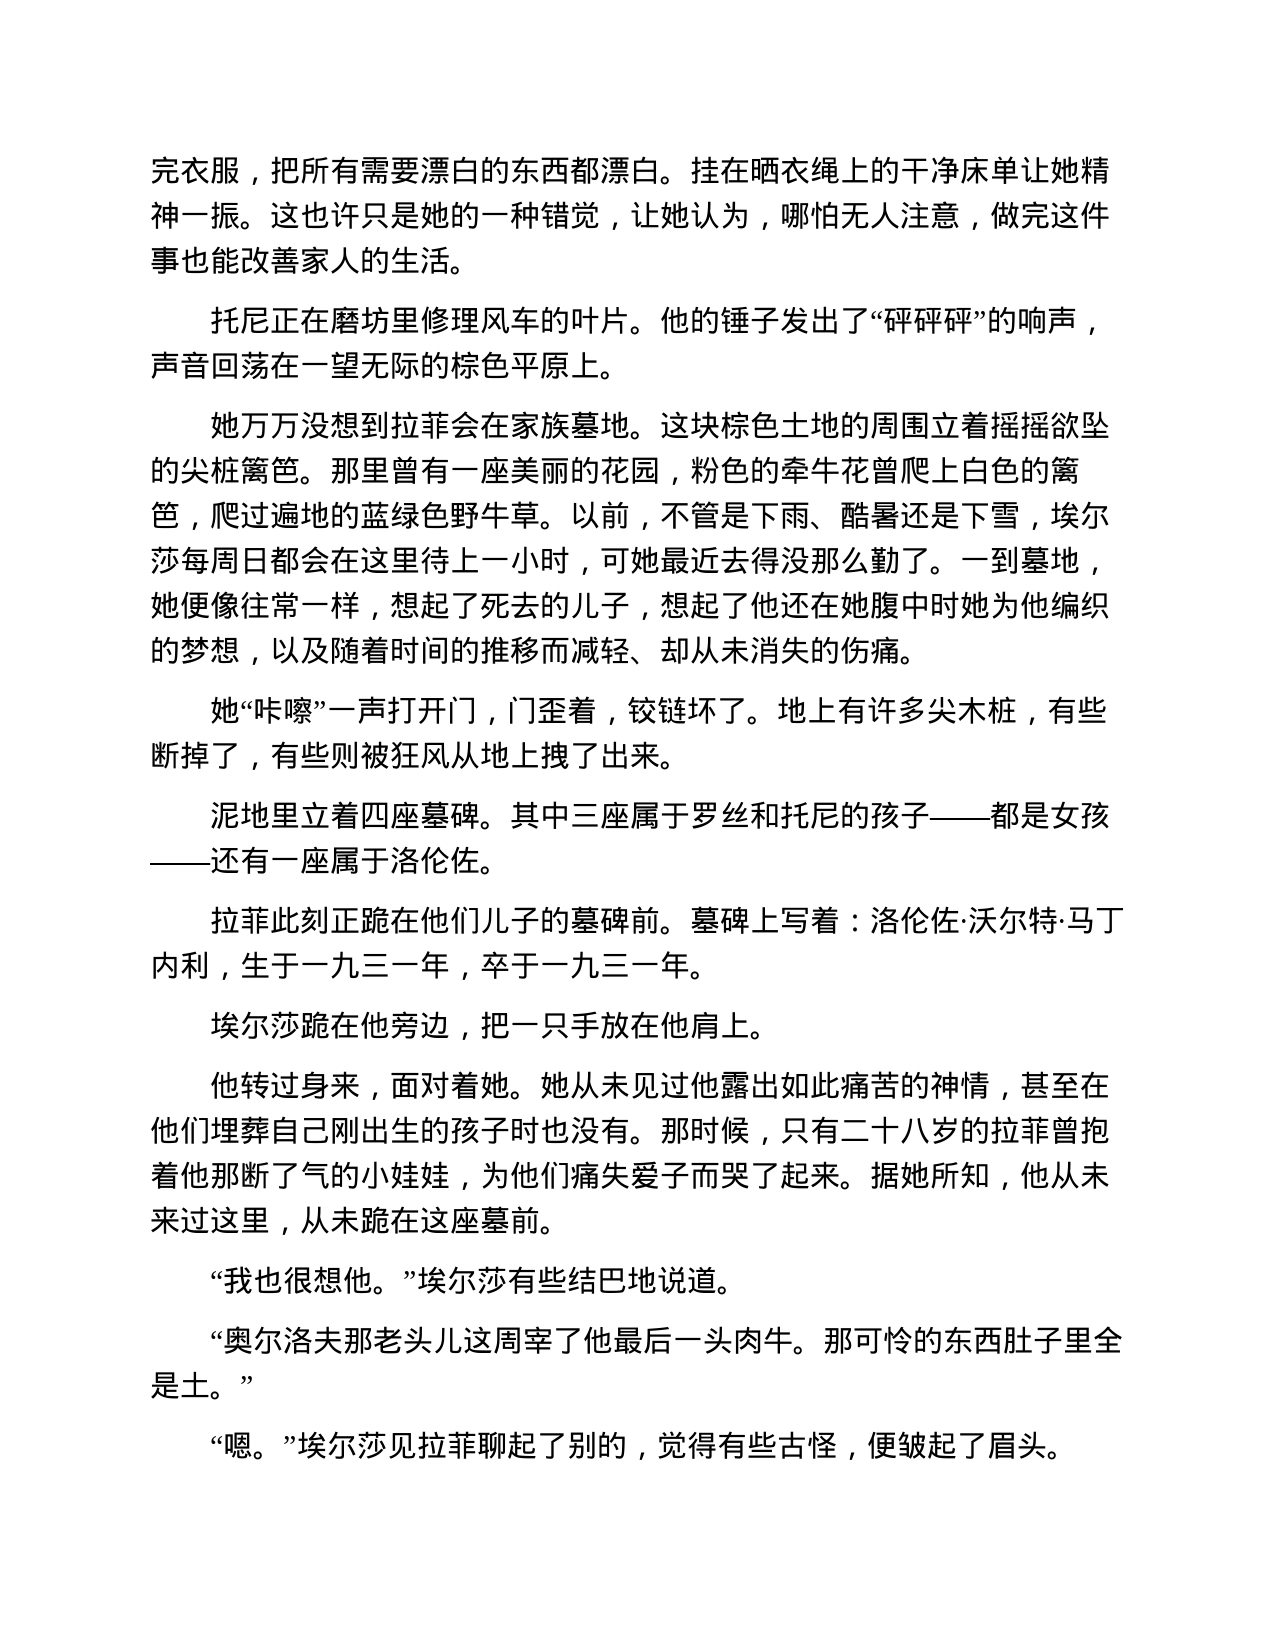 完衣服，把所有需要漂白的东西都漂白。挂在晒衣绳上的干净床单让她精
神一振。这也许只是她的一种错觉，让她认为，哪怕无人注意，做完这件
事也能改善家人的生活。
托尼正在磨坊里修理风车的叶片。他的锤子发出了“砰砰砰”的响声，
声音回荡在一望无际的棕色平原上。
她万万没想到拉菲会在家族墓地。这块棕色土地的周围立着摇摇欲坠
的尖桩篱笆。那里曾有一座美丽的花园，粉色的牵牛花曾爬上白色的篱
笆，爬过遍地的蓝绿色野牛草。以前，不管是下雨、酷暑还是下雪，埃尔
莎每周日都会在这里待上一小时，可她最近去得没那么勤了。一到墓地，
她便像往常一样，想起了死去的儿子，想起了他还在她腹中时她为他编织
的梦想，以及随着时间的推移而减轻、却从未消失的伤痛。
她“咔嚓”一声打开门，门歪着，铰链坏了。地上有许多尖木桩，有些
断掉了，有些则被狂风从地上拽了出来。
泥地里立着四座墓碑。其中三座属于罗丝和托尼的孩子——都是女孩
——还有一座属于洛伦佐。
拉菲此刻正跪在他们儿子的墓碑前。墓碑上写着：洛伦佐·沃尔特·马丁
内利，生于一九三一年，卒于一九三一年。
埃尔莎跪在他旁边，把一只手放在他肩上。
他转过身来，面对着她。她从未见过他露出如此痛苦的神情，甚至在
他们埋葬自己刚出生的孩子时也没有。那时候，只有二十八岁的拉菲曾抱
着他那断了气的小娃娃，为他们痛失爱子而哭了起来。据她所知，他从未
来过这里，从未跪在这座墓前。
“我也很想他。”埃尔莎有些结巴地说道。
“奥尔洛夫那老头儿这周宰了他最后一头肉牛。那可怜的东西肚子里全
是土。”
“嗯。”埃尔莎见拉菲聊起了别的，觉得有些古怪，便皱起了眉头。